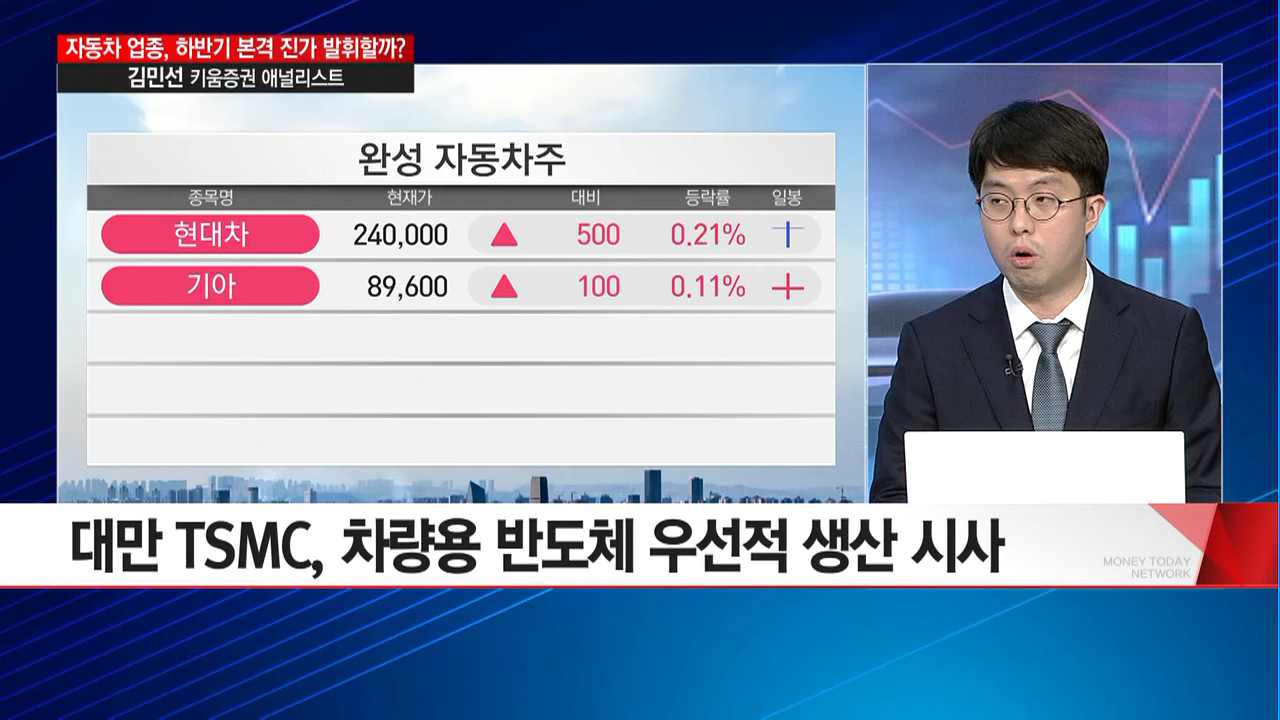 자동차 업종, 하반기 본격 진가 발휘할까?
김민선 키움증권 애널리스트
완성 자동차주
종목명 현재가 대비 등락률 일봉
현대차 240,000 ▲ 500 0.21%
기아 89,600 ▲ 100 0.11%
대만 TSMC, 차량용 반도체 우선적 생산 시사
MONEY TODAY
NETWORK